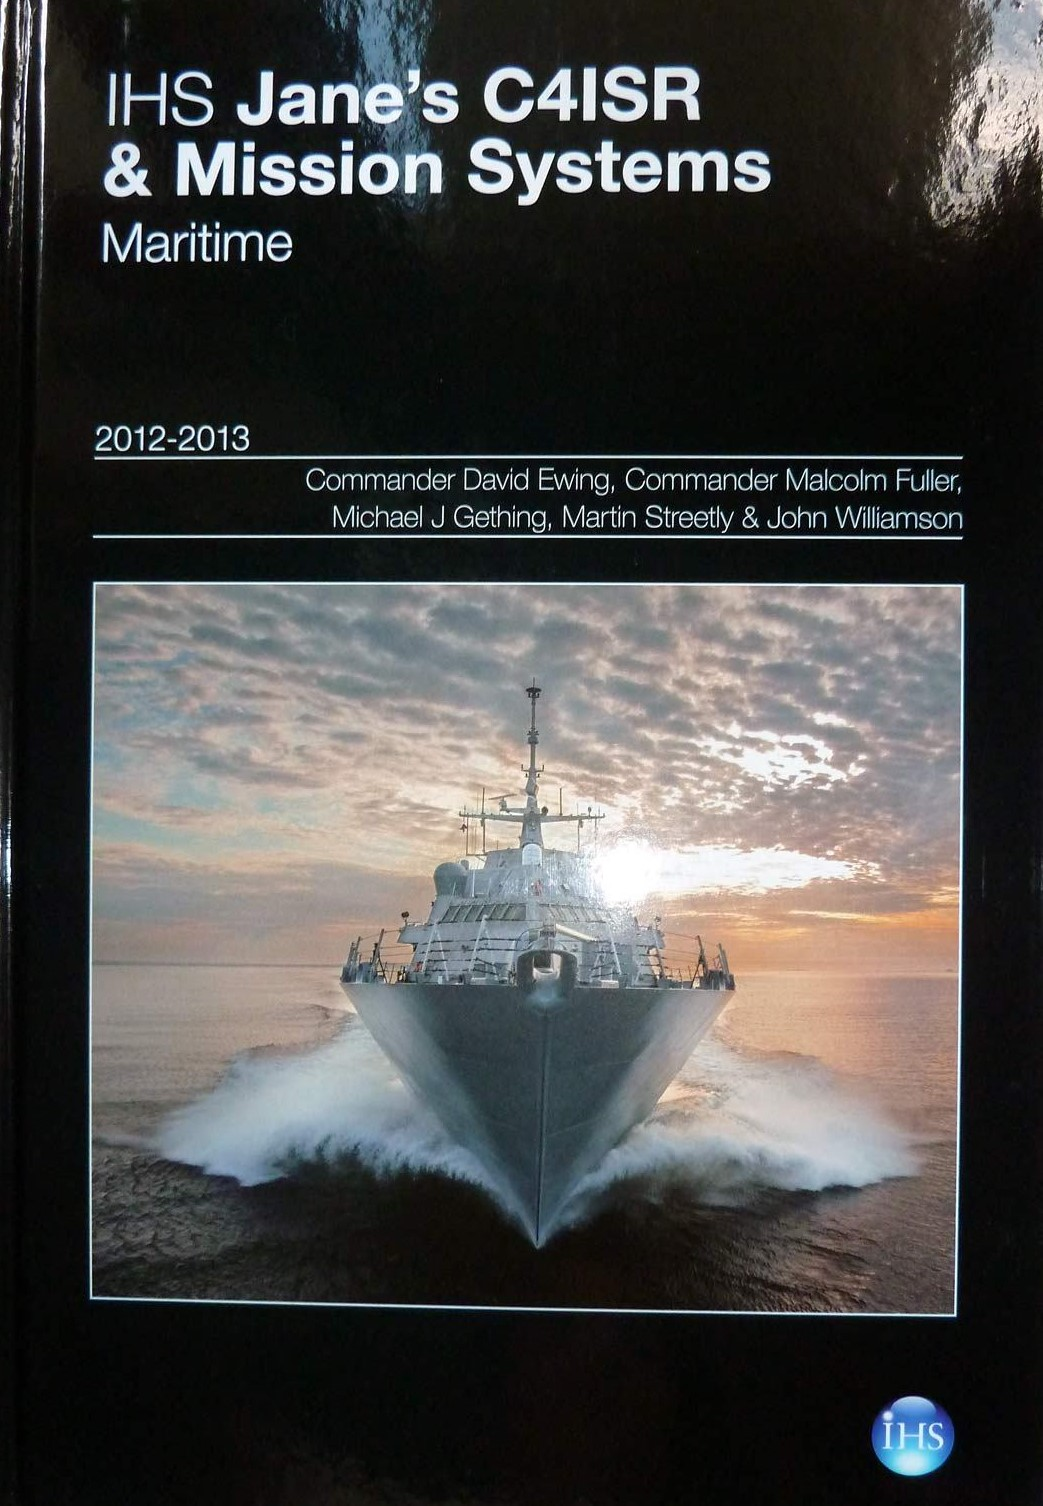 IHS Jane's C4ISR
& Mission Systems
Maritime
2012-2013
Commander David Ewing, Commander Malcolm Fuller,
Michael J Gething, Martin Streetly & John Williamson
iHS